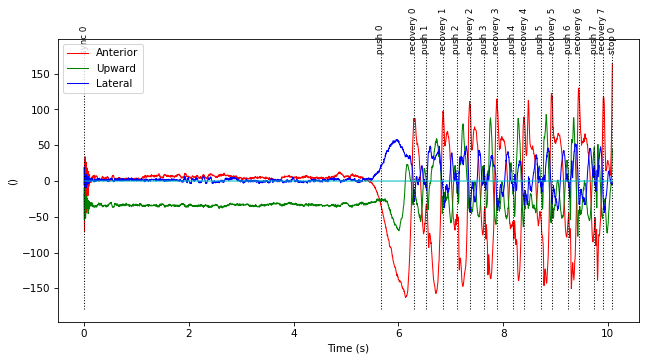 push 0
recovery 0
push 1
recovery 1
push 2
recovery 2
push 3
recovery 3
push 4
recovery 4
push 5
recovery 5
push 6
recovery 6
push 7
recovery 7
stop 0
Anterior
Upward
Lateral
150
100
50
0
−50
−100
−150
()
0
2
4
6
8
10
Time (s)